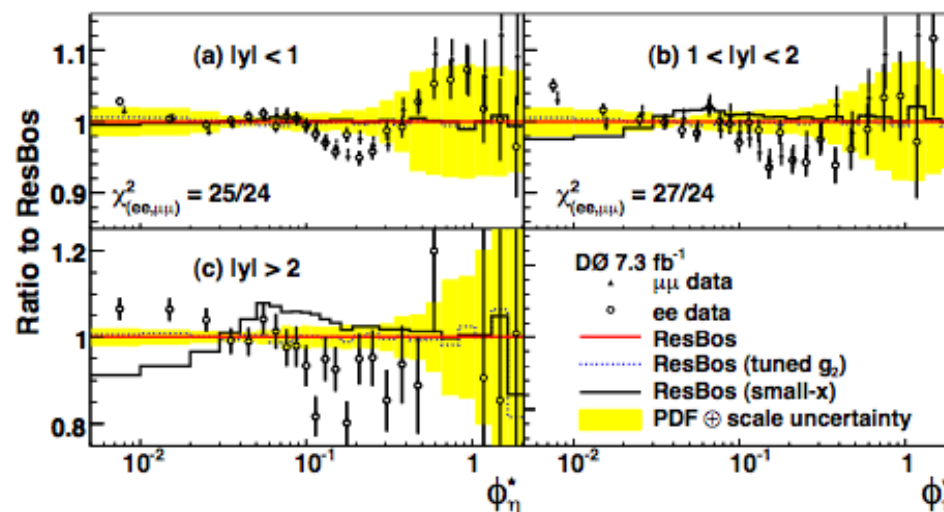 Ratio to ResBos
1.1
1
0.9
(a) |y| < 1
χ²(ee,μμ) = 25/24
(b) 1 < |y| < 2
χ²(ee,μμ) = 27/24
1.2
1
0.8
(c) |y| > 2
DØ 7.3 fb⁻¹
μμ data
ee data
ResBos
ResBos (tuned g₂)
ResBos (small-x)
PDF ⊕ scale uncertainty
10⁻² 10⁻¹ 1
10⁻² 10⁻¹ 1
φ*η